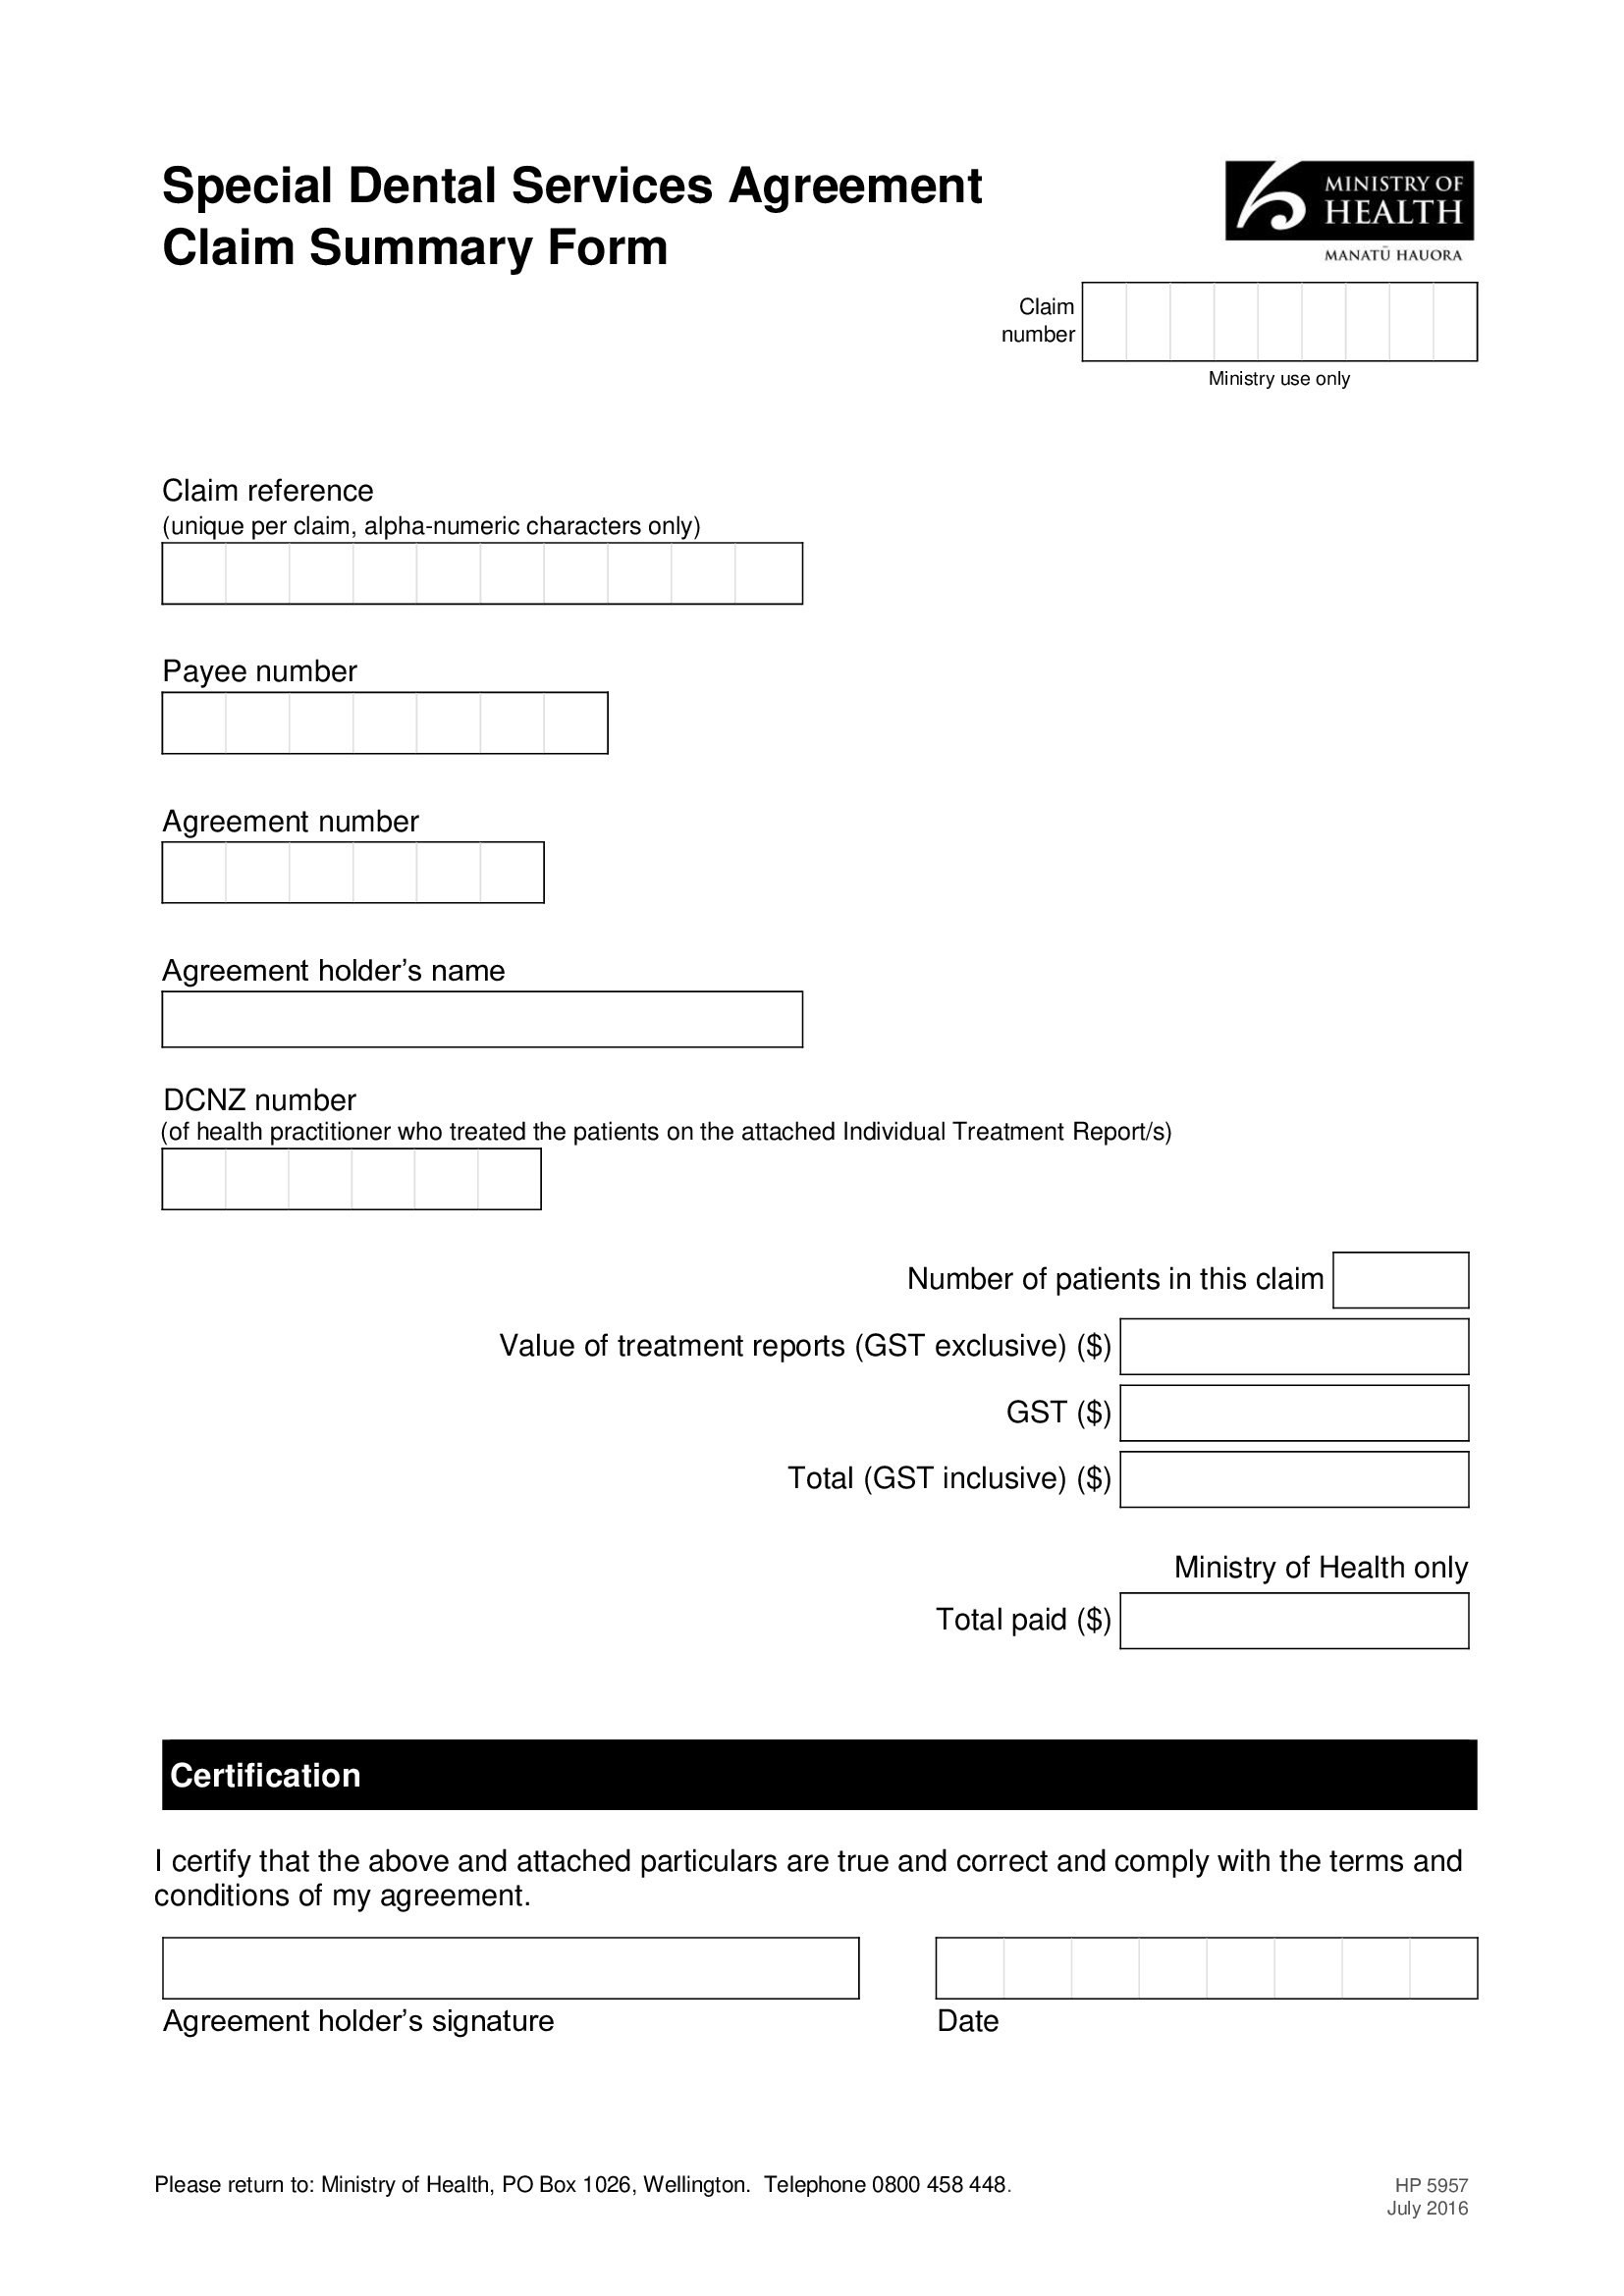 Special Dental Services Agreement
Claim Summary Form
MINISTRY OF
HEALTH
MANATŪ HAUORA
Claim
number
Ministry use only
Claim reference
(unique per claim, alpha-numeric characters only)
Payee number
Agreement number
Agreement holder’s name
DCNZ number
(of health practitioner who treated the patients on the attached Individual Treatment Report/s)
Number of patients in this claim
Value of treatment reports (GST exclusive) ($)
GST ($)
Total (GST inclusive) ($)
Ministry of Health only
Total paid ($)
Certification
I certify that the above and attached particulars are true and correct and comply with the terms and
conditions of my agreement.
Agreement holder’s signature
Date
Please return to: Ministry of Health, PO Box 1026, Wellington.  Telephone 0800 458 448.
HP 5957
July 2016